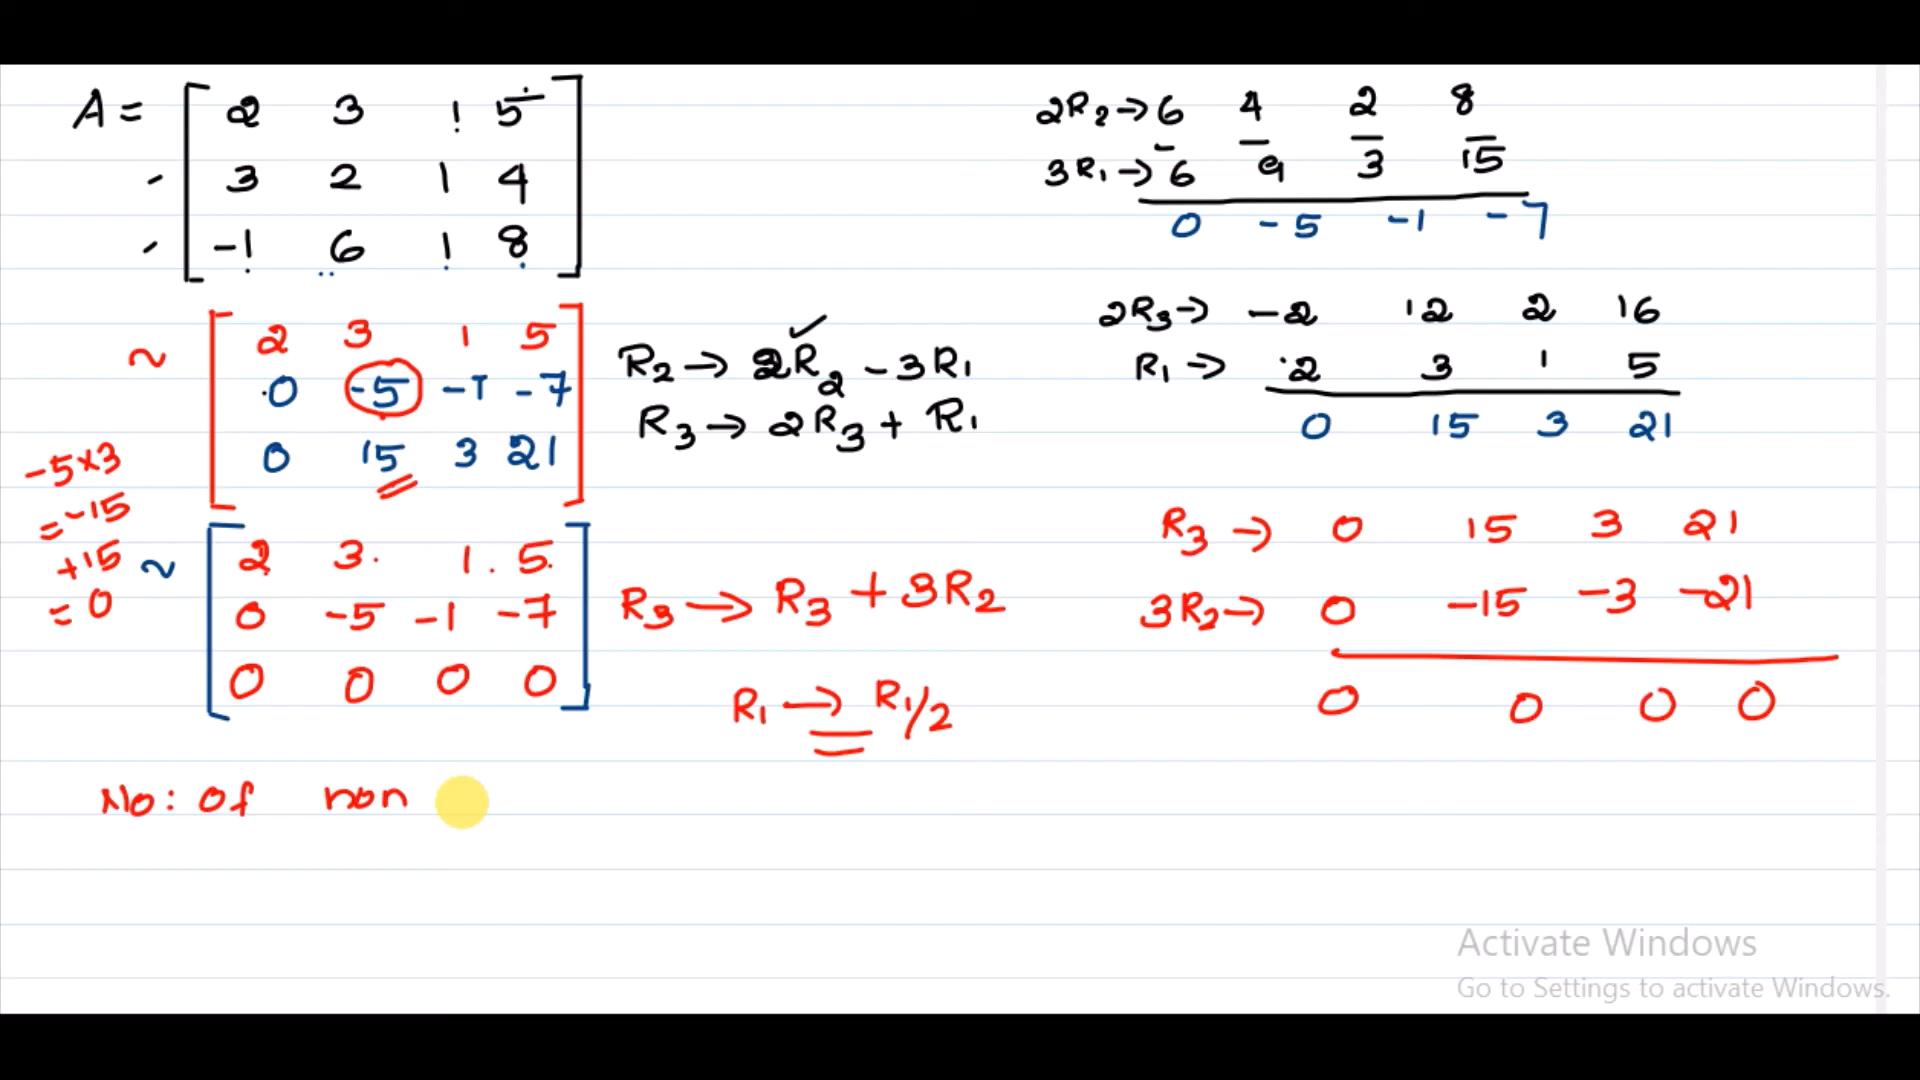 A = [ 2 3 1 5
3 2 1 4
-1 6 1 8 ]
~ [ 2 3 1 5
0 -5 -1 -7
0 15 3 21 ]
R2 → 2R2 - 3R1
R3 → 2R3 + R1
-5×3
= -15
+15
= 0
~ [ 2 3 1 5
0 -5 -1 -7
0 0 0 0 ]
R3 → R3 + 3R2
R1 → R1/2
No: of non
2R2 → 6 4 2 8
3R1 → 6 9 3 15
0 -5 -1 -7
2R3 → -2 12 2 16
R1 → 2 3 1 5
0 15 3 21
R3 → 0 15 3 21
3R2 → 0 -15 -3 -21
0 0 0 0
Activate Windows
Go to Settings to activate Windows.